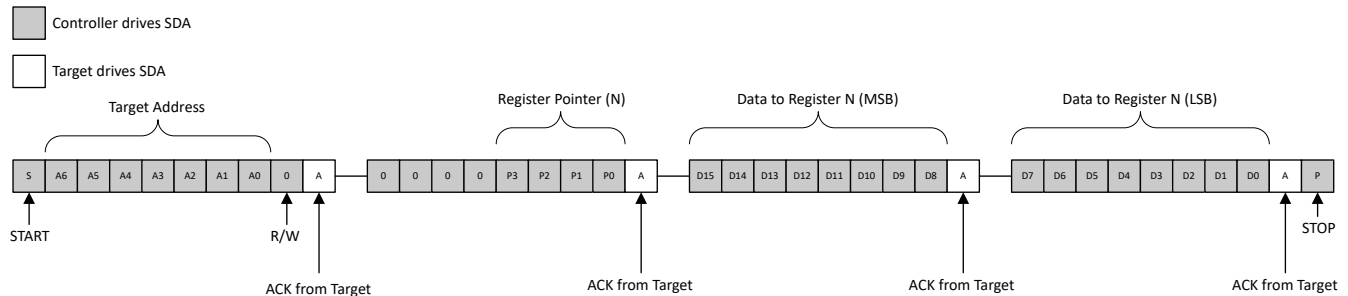 Controller drives SDA
Target drives SDA
Target Address
Register Pointer (N)
Data to Register N (MSB)
Data to Register N (LSB)
S A6 A5 A4 A3 A2 A1 A0 0 A 0 0 0 0 P3 P2 P1 P0 A D15 D14 D13 D12 D11 D10 D9 D8 A D7 D6 D5 D4 D3 D2 D1 D0 A P
START
R/W
STOP
ACK from Target
ACK from Target
ACK from Target
ACK from Target